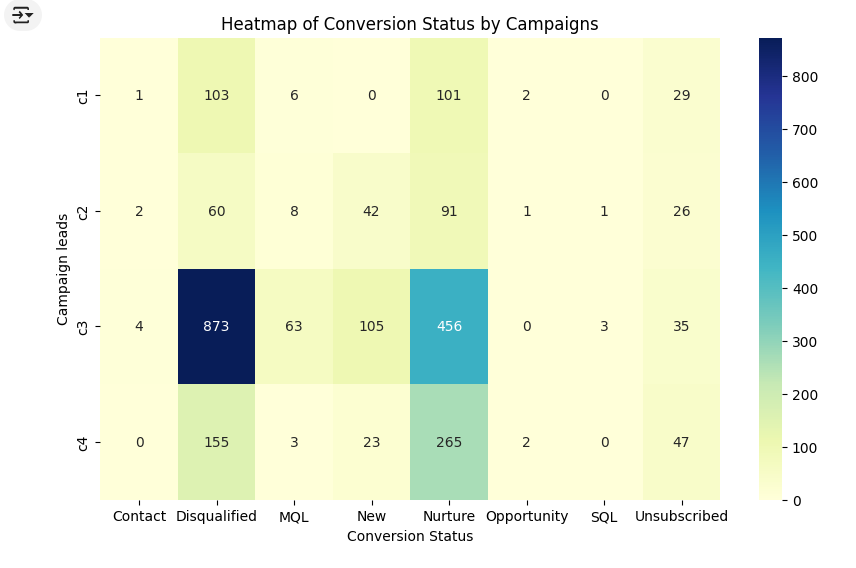 Heatmap of Conversion Status by Campaigns
Campaign leads
c1 1 103 6 0 101 2 0 29
c2 2 60 8 42 91 1 1 26
c3 4 873 63 105 456 0 3 35
c4 0 155 3 23 265 2 0 47
Contact Disqualified MQL New Nurture Opportunity SQL Unsubscribed
Conversion Status
800
700
600
500
400
300
200
100
0